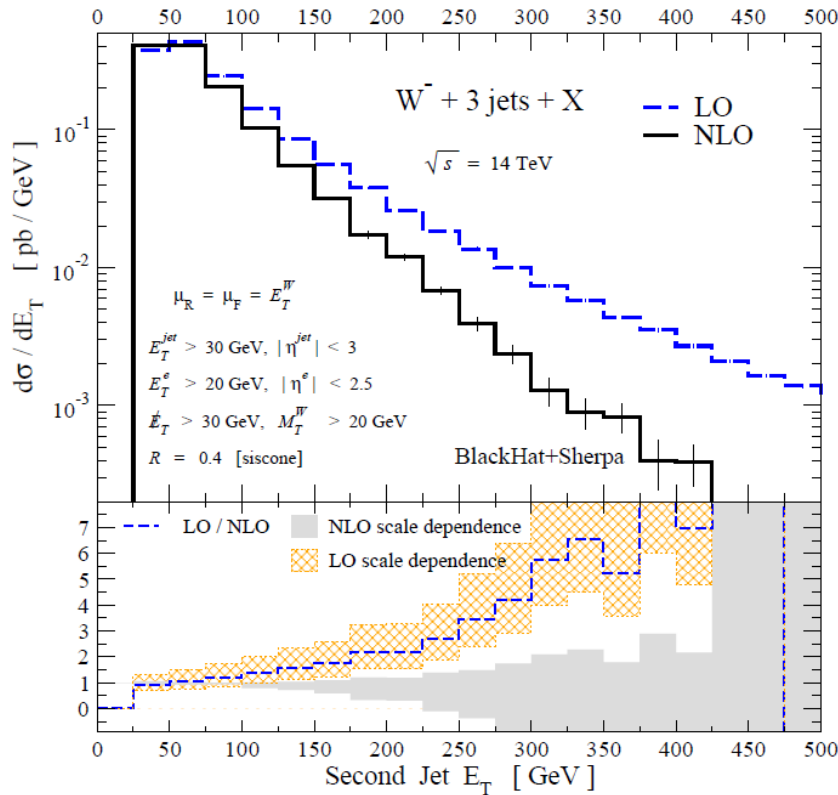 0 50 100 150 200 250 300 350 400 450 500
W⁻ + 3 jets + X
LO
NLO
√s = 14 TeV
10⁻¹
10⁻²
10⁻³
dσ / dE_T [ pb / GeV ]
μ_R = μ_F = E_T^W
E_T^jet > 30 GeV, | η^jet | < 3
E_T^e > 20 GeV, | η^e | < 2.5
E̸_T > 30 GeV, M_T^W > 20 GeV
R = 0.4 [siscone]
BlackHat+Sherpa
LO / NLO
NLO scale dependence
LO scale dependence
7
6
5
4
3
2
1
0
0 50 100 150 200 250 300 350 400 450 500
Second Jet E_T [ GeV ]